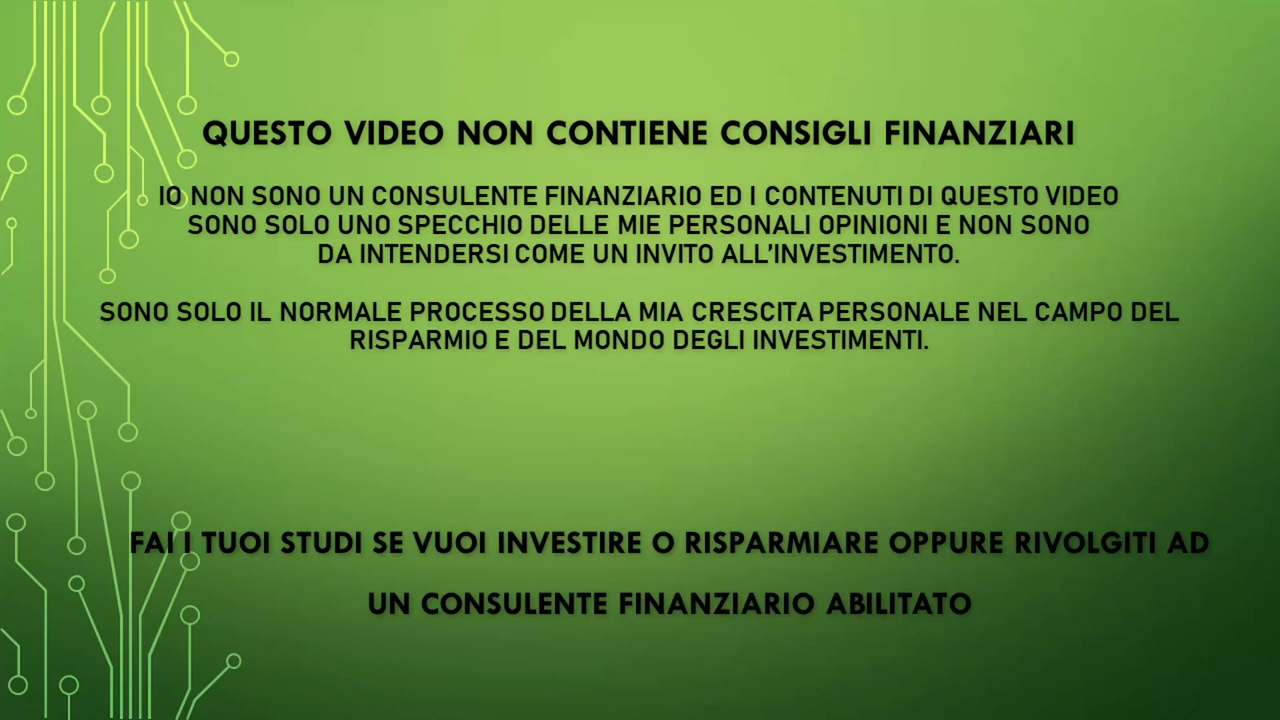 QUESTO VIDEO NON CONTIENE CONSIGLI FINANZIARI
IO NON SONO UN CONSULENTE FINANZIARIO ED I CONTENUTI DI QUESTO VIDEO
SONO SOLO UNO SPECCHIO DELLE MIE PERSONALI OPINIONI E NON SONO
DA INTENDERSI COME UN INVITO ALL'INVESTIMENTO.
SONO SOLO IL NORMALE PROCESSO DELLA MIA CRESCITA PERSONALE NEL CAMPO DEL
RISPARMIO E DEL MONDO DEGLI INVESTIMENTI.
FAI I TUOI STUDI SE VUOI INVESTIRE O RISPARMIARE OPPURE RIVOLGITI AD
UN CONSULENTE FINANZIARIO ABILITATO